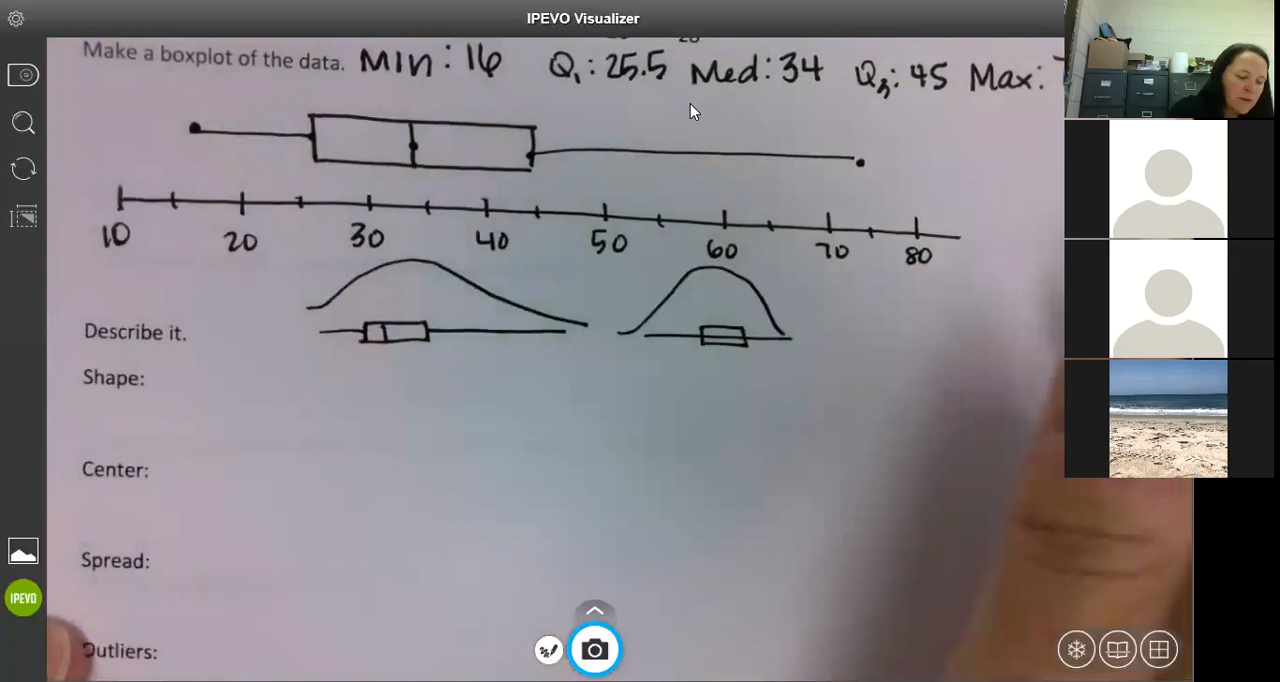 IPEVO Visualizer
Make a boxplot of the data. Min: 16 Q1: 25.5 Med: 34 Q3: 45 Max:
10 20 30 40 50 60 70 80
Describe it.
Shape:
Center:
Spread:
Outliers:
IPEVO